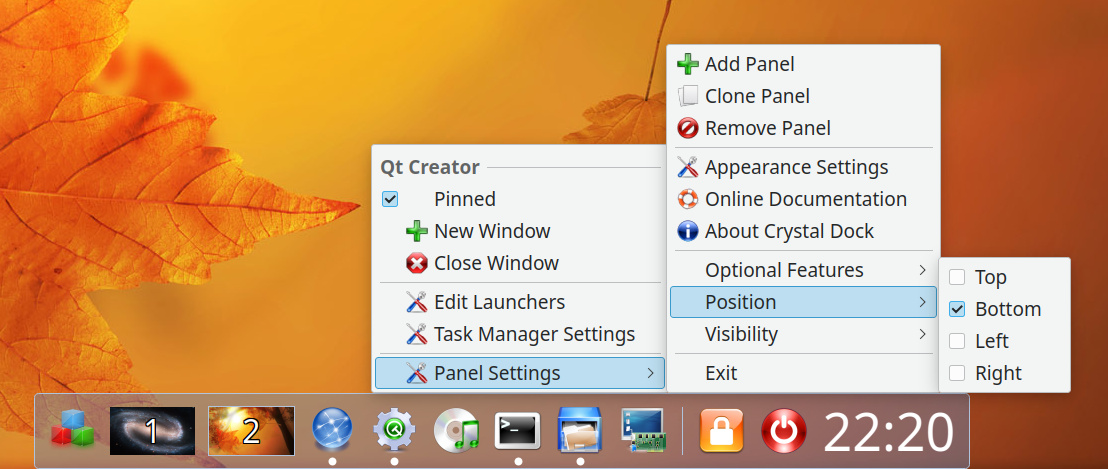 Qt Creator
Pinned
New Window
Close Window
Edit Launchers
Task Manager Settings
Panel Settings
Add Panel
Clone Panel
Remove Panel
Appearance Settings
Online Documentation
About Crystal Dock
Optional Features
Position
Visibility
Exit
Top
Bottom
Left
Right
1
2
>_
22:20